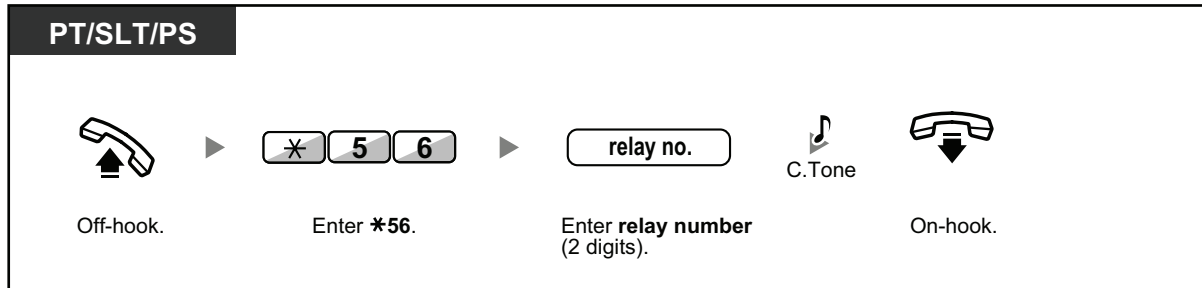 PT/SLT/PS
* 5 6
relay no.
C.Tone
Off-hook.
Enter *56.
Enter relay number
(2 digits).
On-hook.